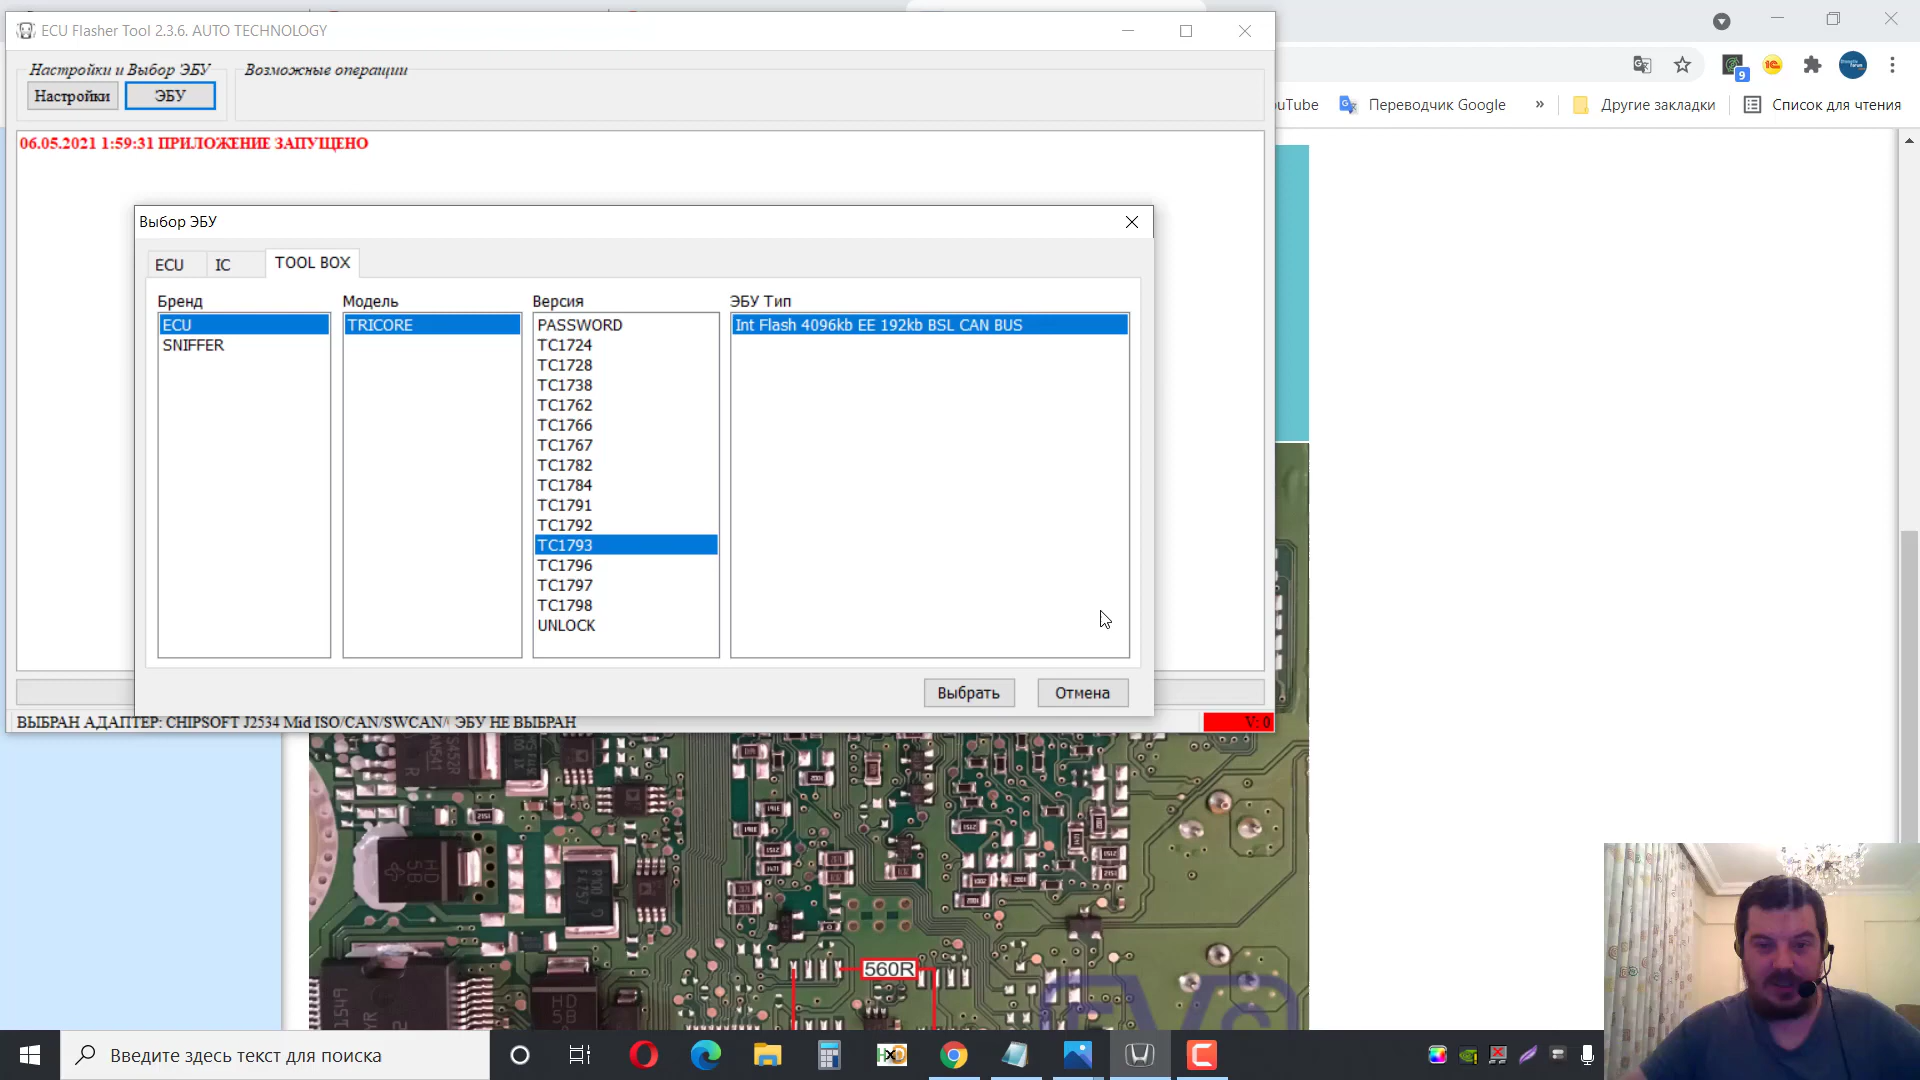 ECU Flasher Tool 2.3.6. AUTO TECHNOLOGY
Настройки и Выбор ЭБУ
Возможные операции
Настройки
ЭБУ
06.05.2021 1:59:31 ПРИЛОЖЕНИЕ ЗАПУЩЕНО
9
uTube
Переводчик Google
»
Другие закладки
Список для чтения
Выбор ЭБУ
ECU
IC
TOOL BOX
Бренд
Модель
Версия
ЭБУ Тип
ECU
SNIFFER
TRICORE
PASSWORD
TC1724
TC1728
TC1738
TC1762
TC1766
TC1767
TC1782
TC1784
TC1791
TC1792
TC1793
TC1796
TC1797
TC1798
UNLOCK
Int Flash 4096kb EE 192kb BSL CAN BUS
Выбрать
Отмена
ВЫБРАН АДАПТЕР: CHIPSOFT J2534 Mid ISO/CAN/SWCAN/
ЭБУ НЕ ВЫБРАН
V: 0
560R
Введите здесь текст для поиска